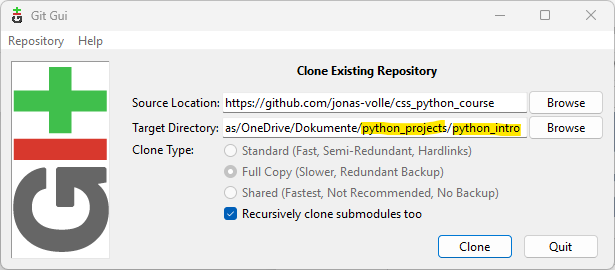 Git Gui
Repository Help
Clone Existing Repository
Source Location: https://github.com/jonas-volle/css_python_course Browse
Target Directory: as/OneDrive/Dokumente/python_projects/python_intro Browse
Clone Type: Standard (Fast, Semi-Redundant, Hardlinks)
Full Copy (Slower, Redundant Backup)
Shared (Fastest, Not Recommended, No Backup)
Recursively clone submodules too
Clone Quit